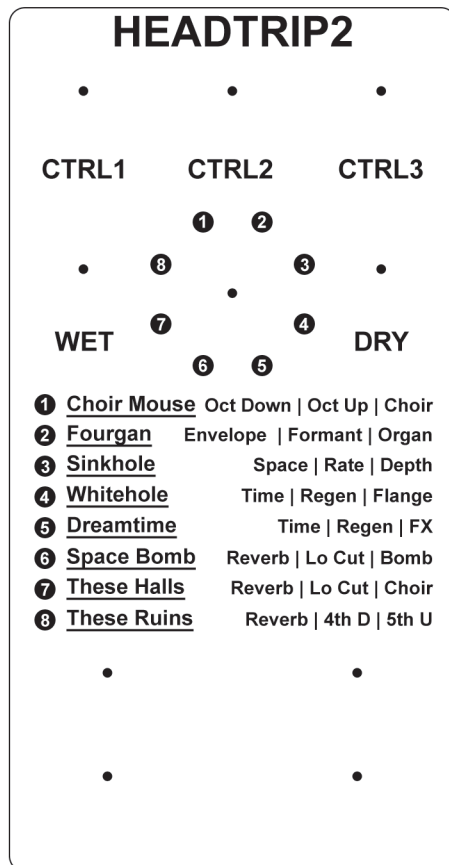 HEADTRIP2
CTRL1 CTRL2 CTRL3
1 2
8 3
7 4
WET DRY
6 5
1 Choir Mouse Oct Down | Oct Up | Choir
2 Fourgan Envelope | Formant | Organ
3 Sinkhole Space | Rate | Depth
4 Whitehole Time | Regen | Flange
5 Dreamtime Time | Regen | FX
6 Space Bomb Reverb | Lo Cut | Bomb
7 These Halls Reverb | Lo Cut | Choir
8 These Ruins Reverb | 4th D | 5th U